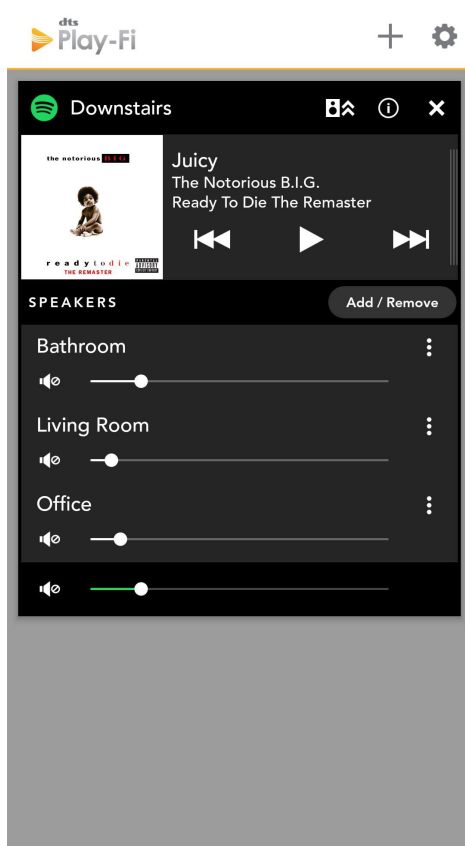 dts
Play-Fi
Downstairs
the notorious B.I.G.
ready to die
THE REMASTER
Juicy
The Notorious B.I.G.
Ready To Die The Remaster
SPEAKERS
Add / Remove
Bathroom
Living Room
Office